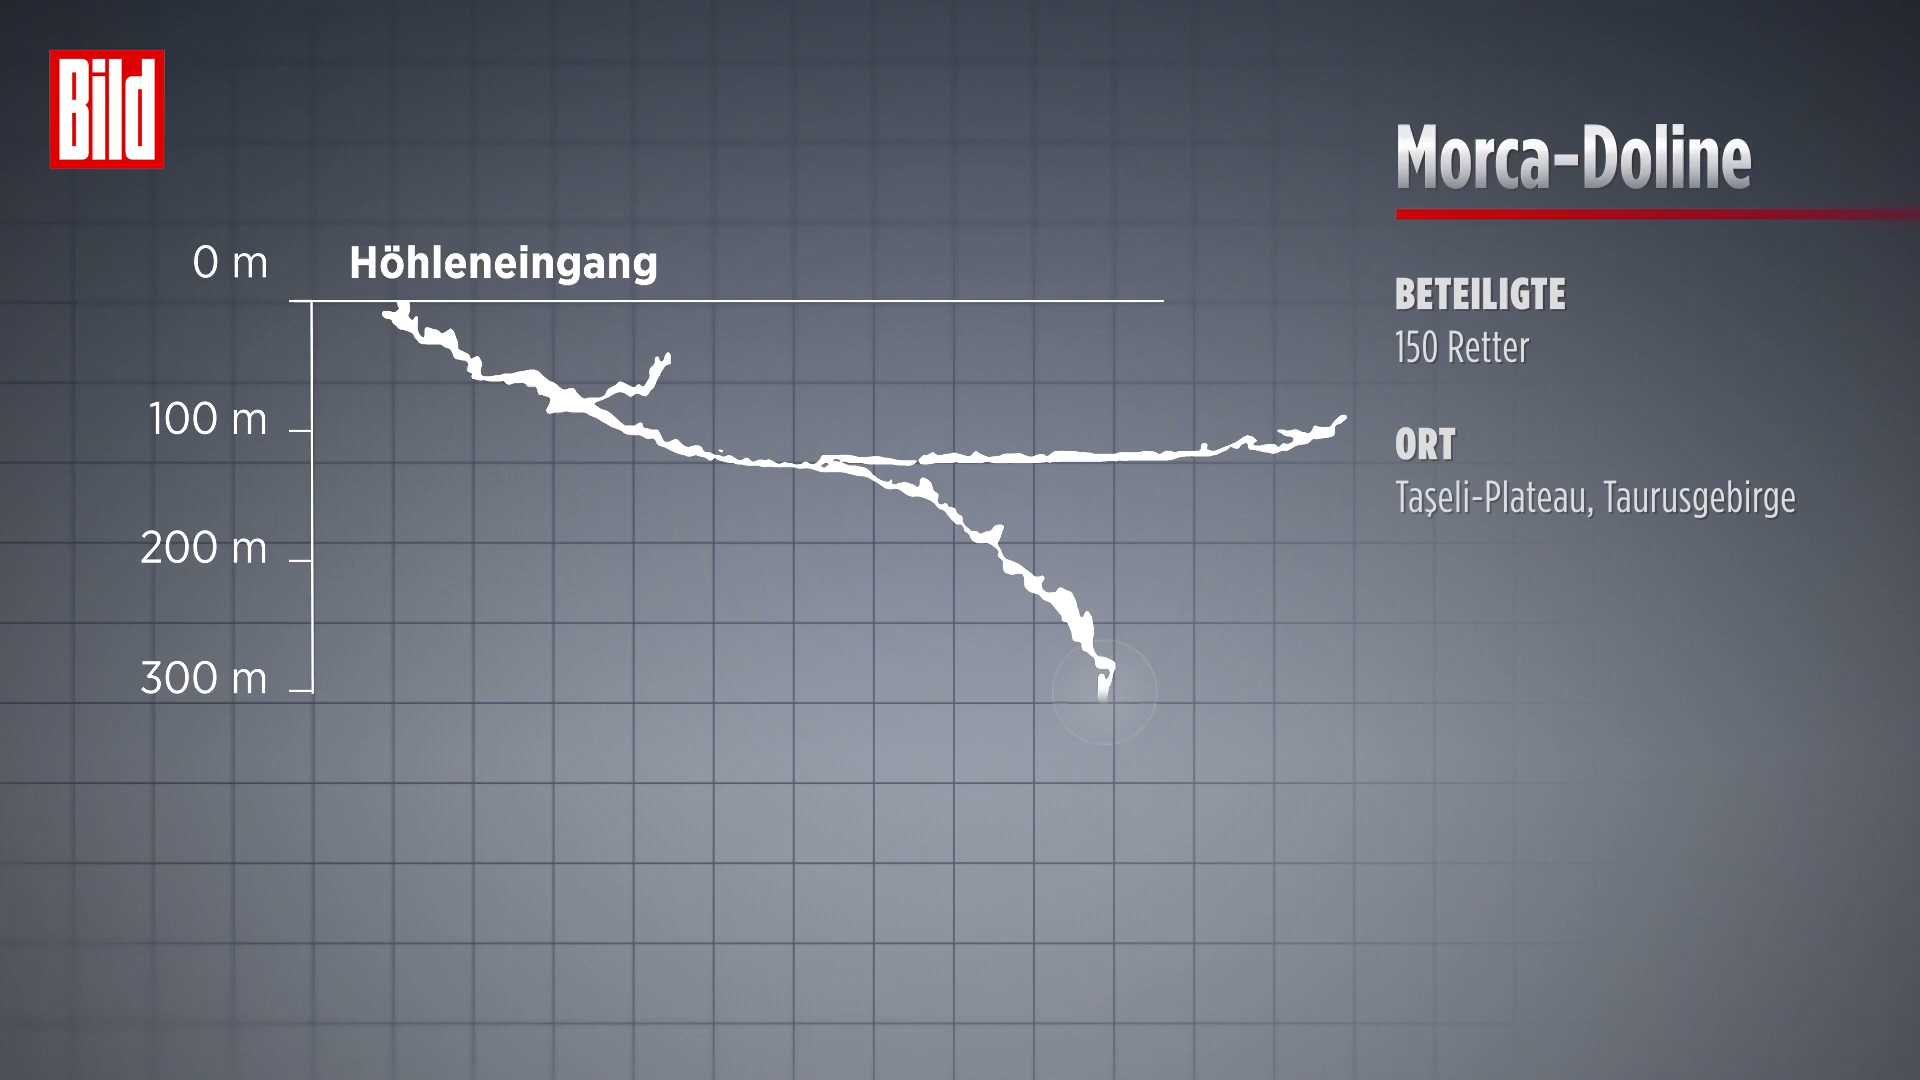 Bild
Morca-Doline
0 m
Höhleneingang
BETEILIGTE
150 Retter
100 m
ORT
Taşeli-Plateau, Taurusgebirge
200 m
300 m